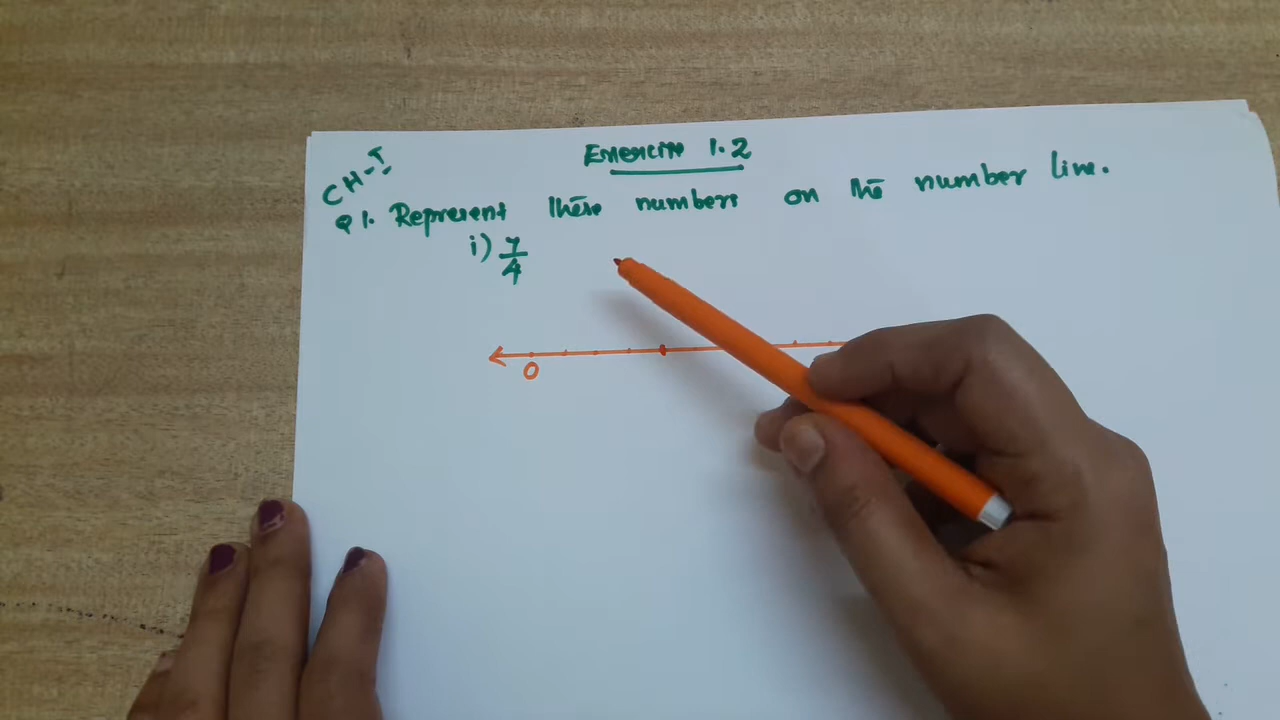 CH-1
Exercise 1.2
Q1. Represent these numbers on the number line.
i) 7/4
0